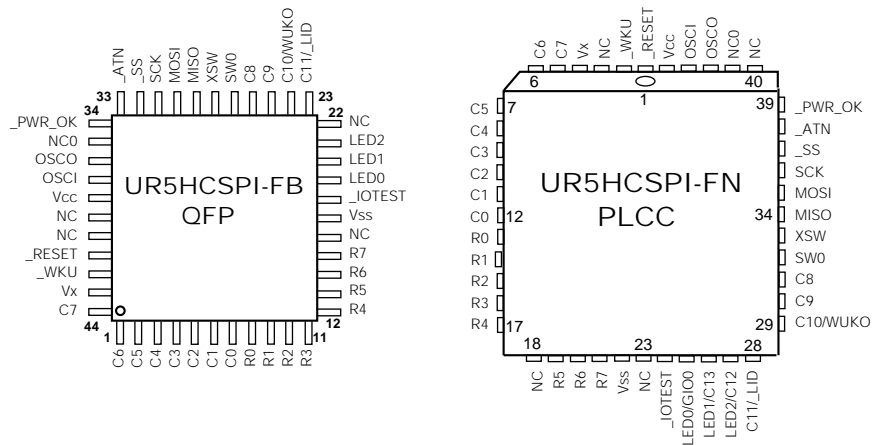 _ATN
_SS
SCK
MOSI
MISO
XSW
SW0
C8
C9
C10/WUKO
C11/_LID
33
23
34
22
_PWR_OK
NC0
OSCO
OSCI
Vcc
NC
NC
_RESET
_WKU
Vx
C7
UR5HCSPI-FB
QFP
NC
LED2
LED1
LED0
_IOTEST
Vss
NC
R7
R6
R5
R4
44
12
1
11
C6
C5
C4
C3
C2
C1
C0
R0
R1
R2
R3
C6
C7
Vx
NC
_WKU
_RESET
Vcc
OSCI
OSCO
NC0
NC
6
1
40
7
39
C5
C4
C3
C2
C1
C0
R0
R1
R2
R3
R4
12
17
UR5HCSPI-FN
PLCC
34
29
_PWR_OK
_ATN
_SS
SCK
MOSI
MISO
XSW
SW0
C8
C9
C10/WUKO
18
23
28
NC
R5
R6
R7
Vss
NC
_IOTEST
LED0/GIO0
LED1/C13
LED2/C12
C11/_LID